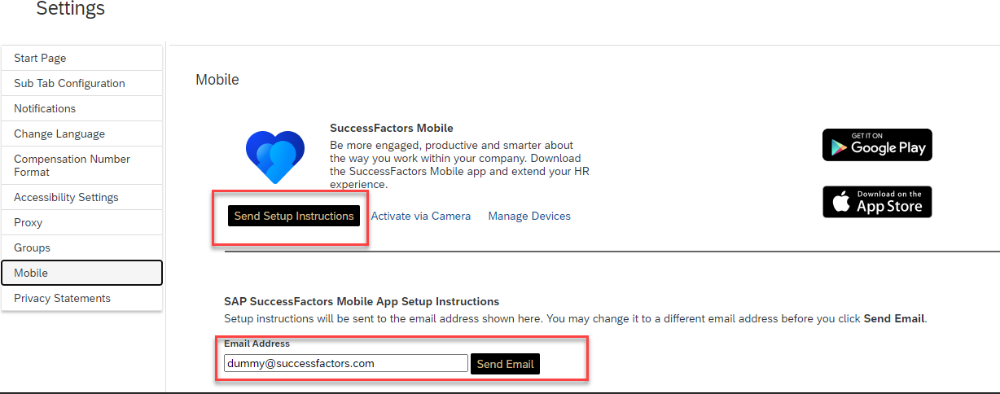 Settings
Start Page
Sub Tab Configuration
Notifications
Change Language
Compensation Number
Format
Accessibility Settings
Proxy
Groups
Mobile
Privacy Statements
Mobile
SuccessFactors Mobile
Be more engaged, productive and smarter about
the way you work within your company. Download
the SuccessFactors Mobile app and extend your HR
experience.
Send Setup Instructions
Activate via Camera
Manage Devices
GET IT ON
Google Play
Download on the
App Store
SAP SuccessFactors Mobile App Setup Instructions
Setup instructions will be sent to the email address shown here. You may change it to a different email address before you click Send Email.
Email Address
dummy@successfactors.com
Send Email